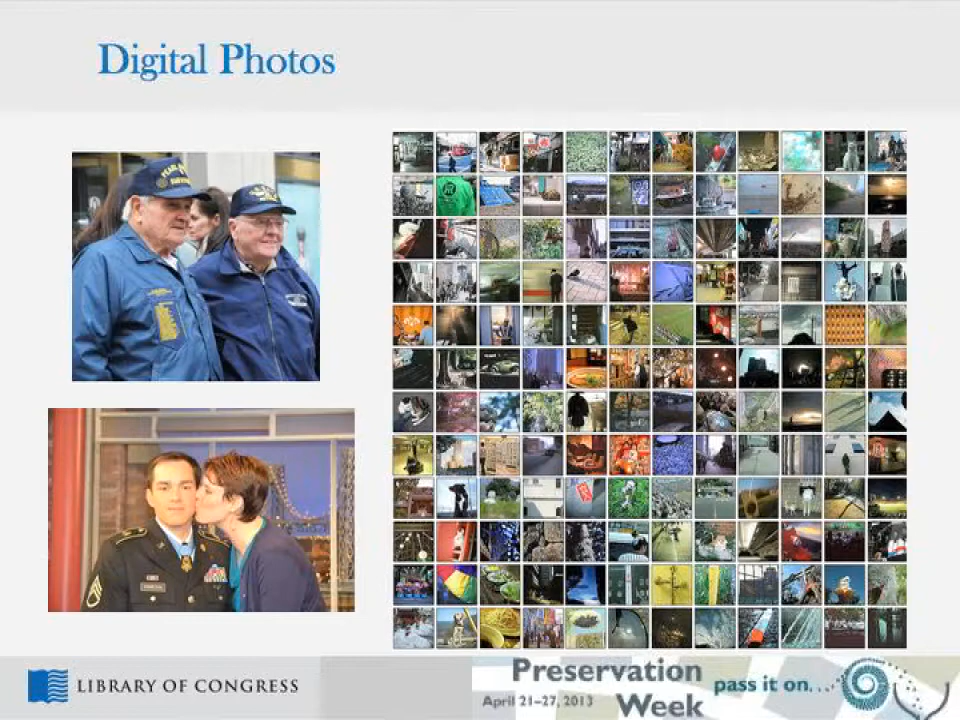 Digital Photos
LIBRARY OF CONGRESS
Preservation
Week
April 21–27, 2013
pass it on...